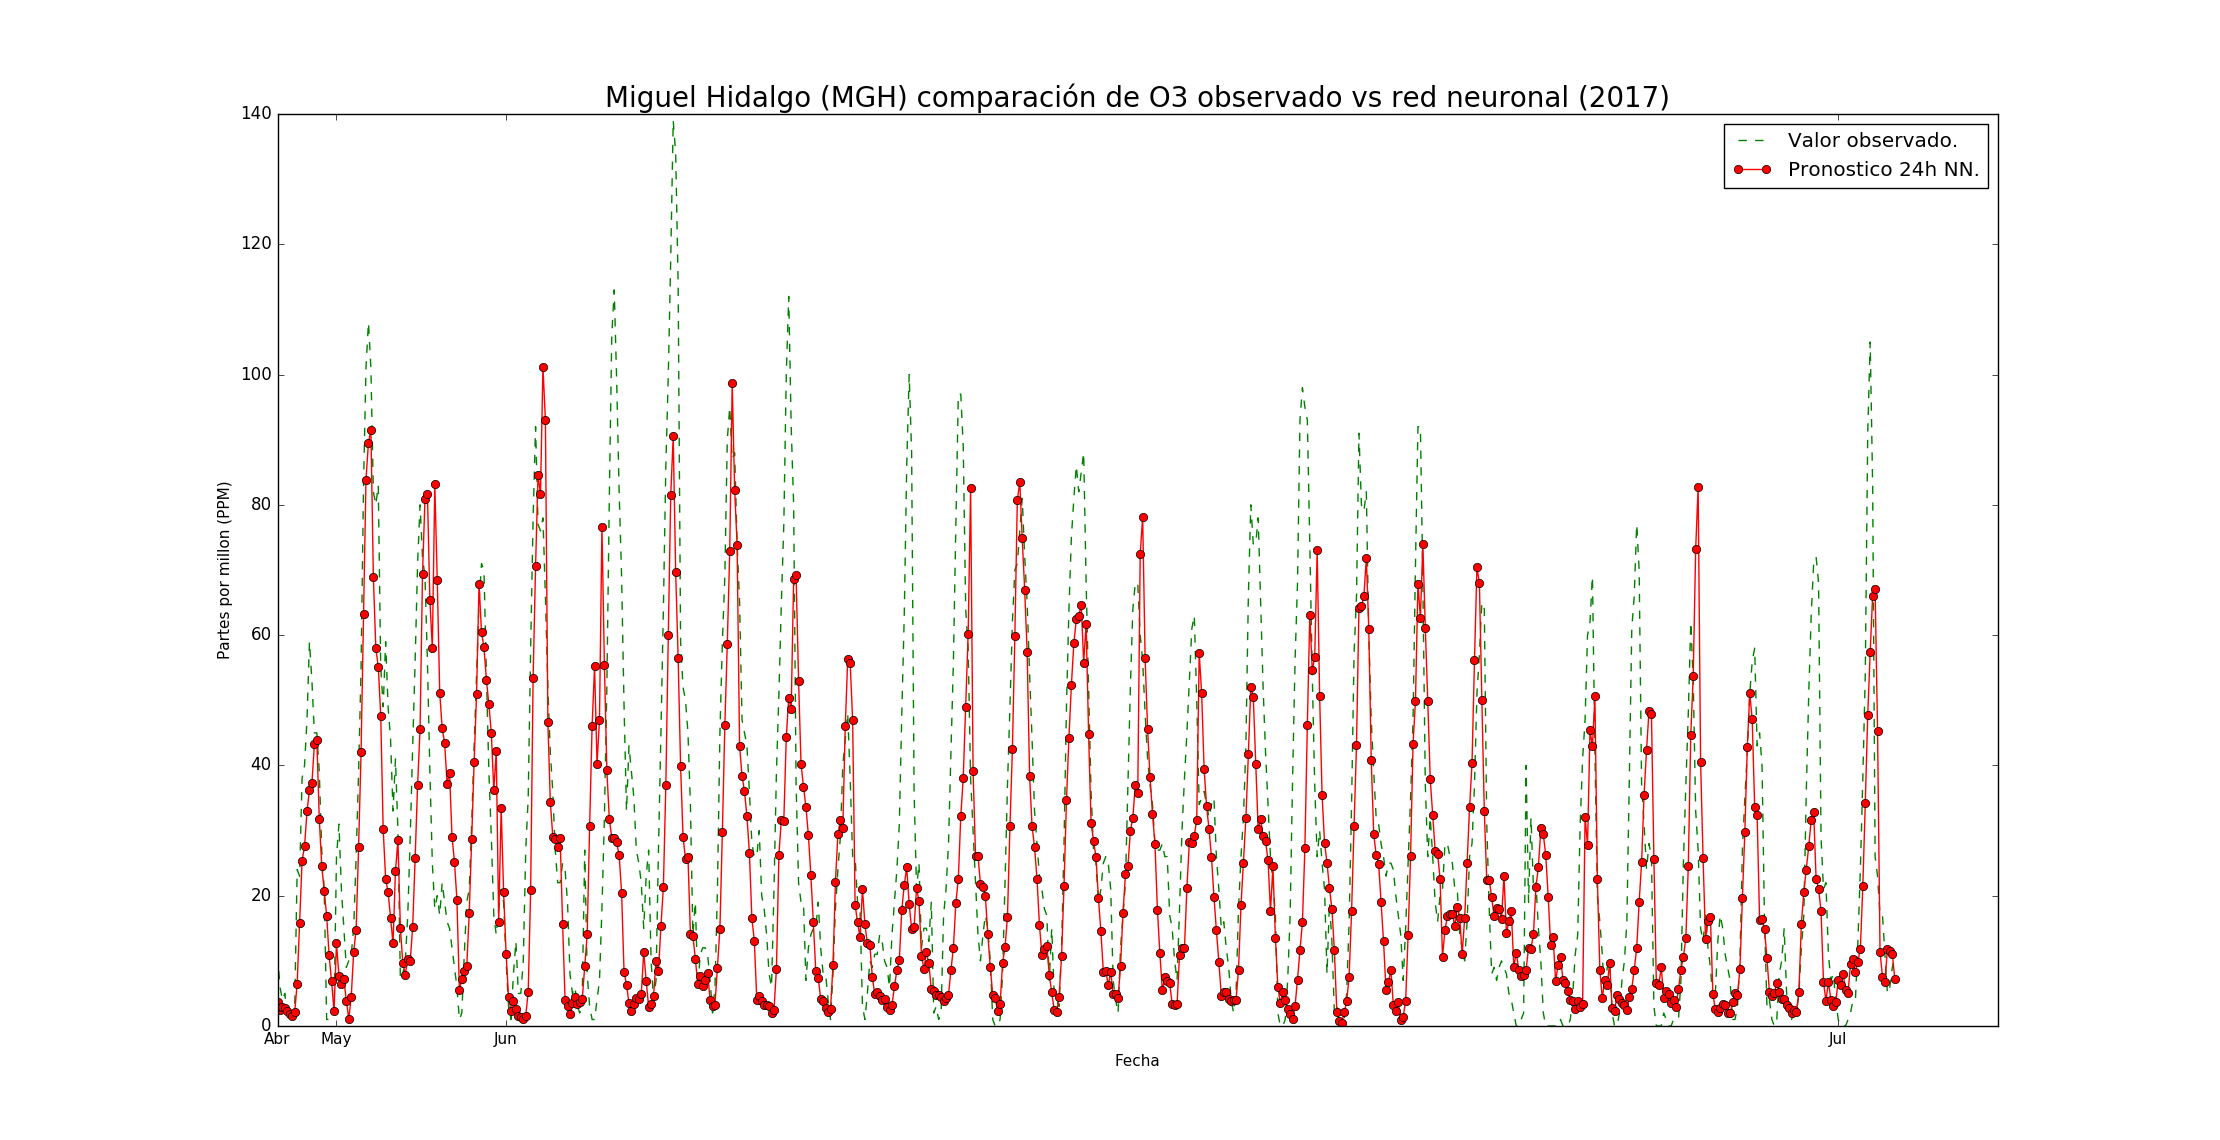 Miguel Hidalgo (MGH) comparación de O3 observado vs red neuronal (2017)
140
120
100
80
60
40
20
0
Partes por millon (PPM)
Valor observado.
Pronostico 24h NN.
Abr May Jun Jul
Fecha